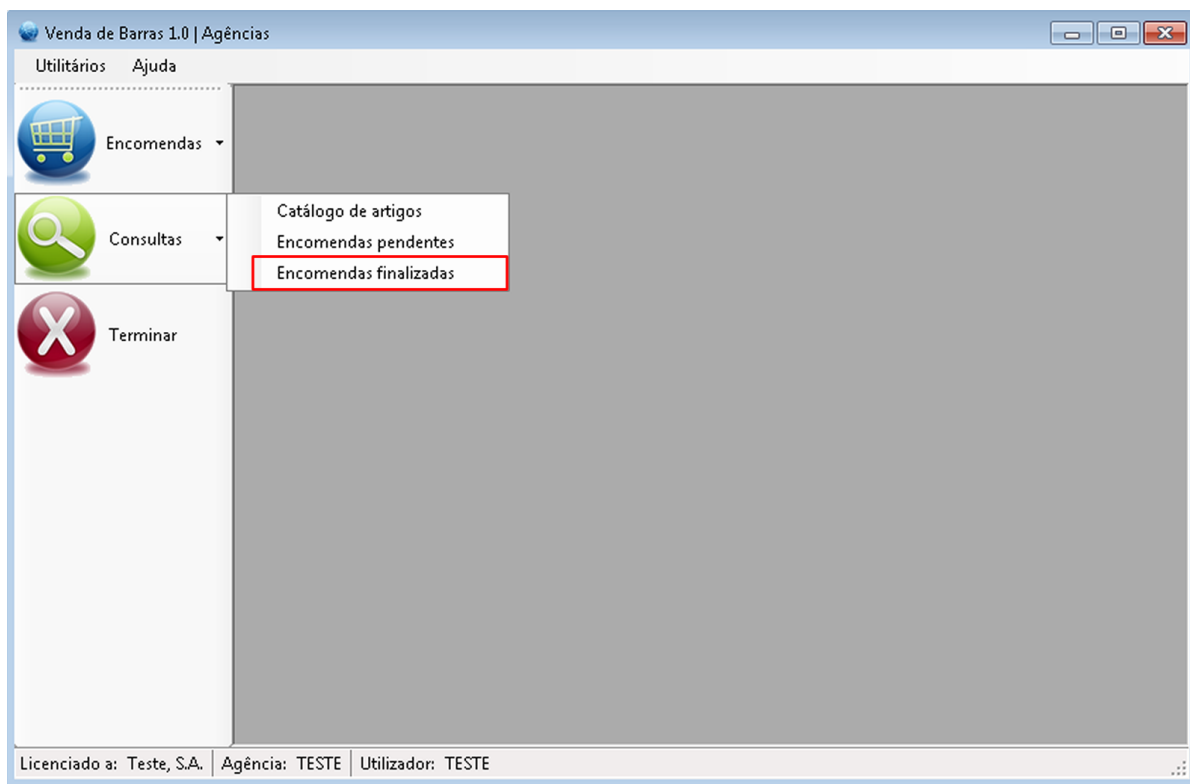 Venda de Barras 1.0 | Agências
Utilitários Ajuda
Encomendas
Consultas
Catálogo de artigos
Encomendas pendentes
Encomendas finalizadas
Terminar
Licenciado a: Teste, S.A. Agência: TESTE Utilizador: TESTE